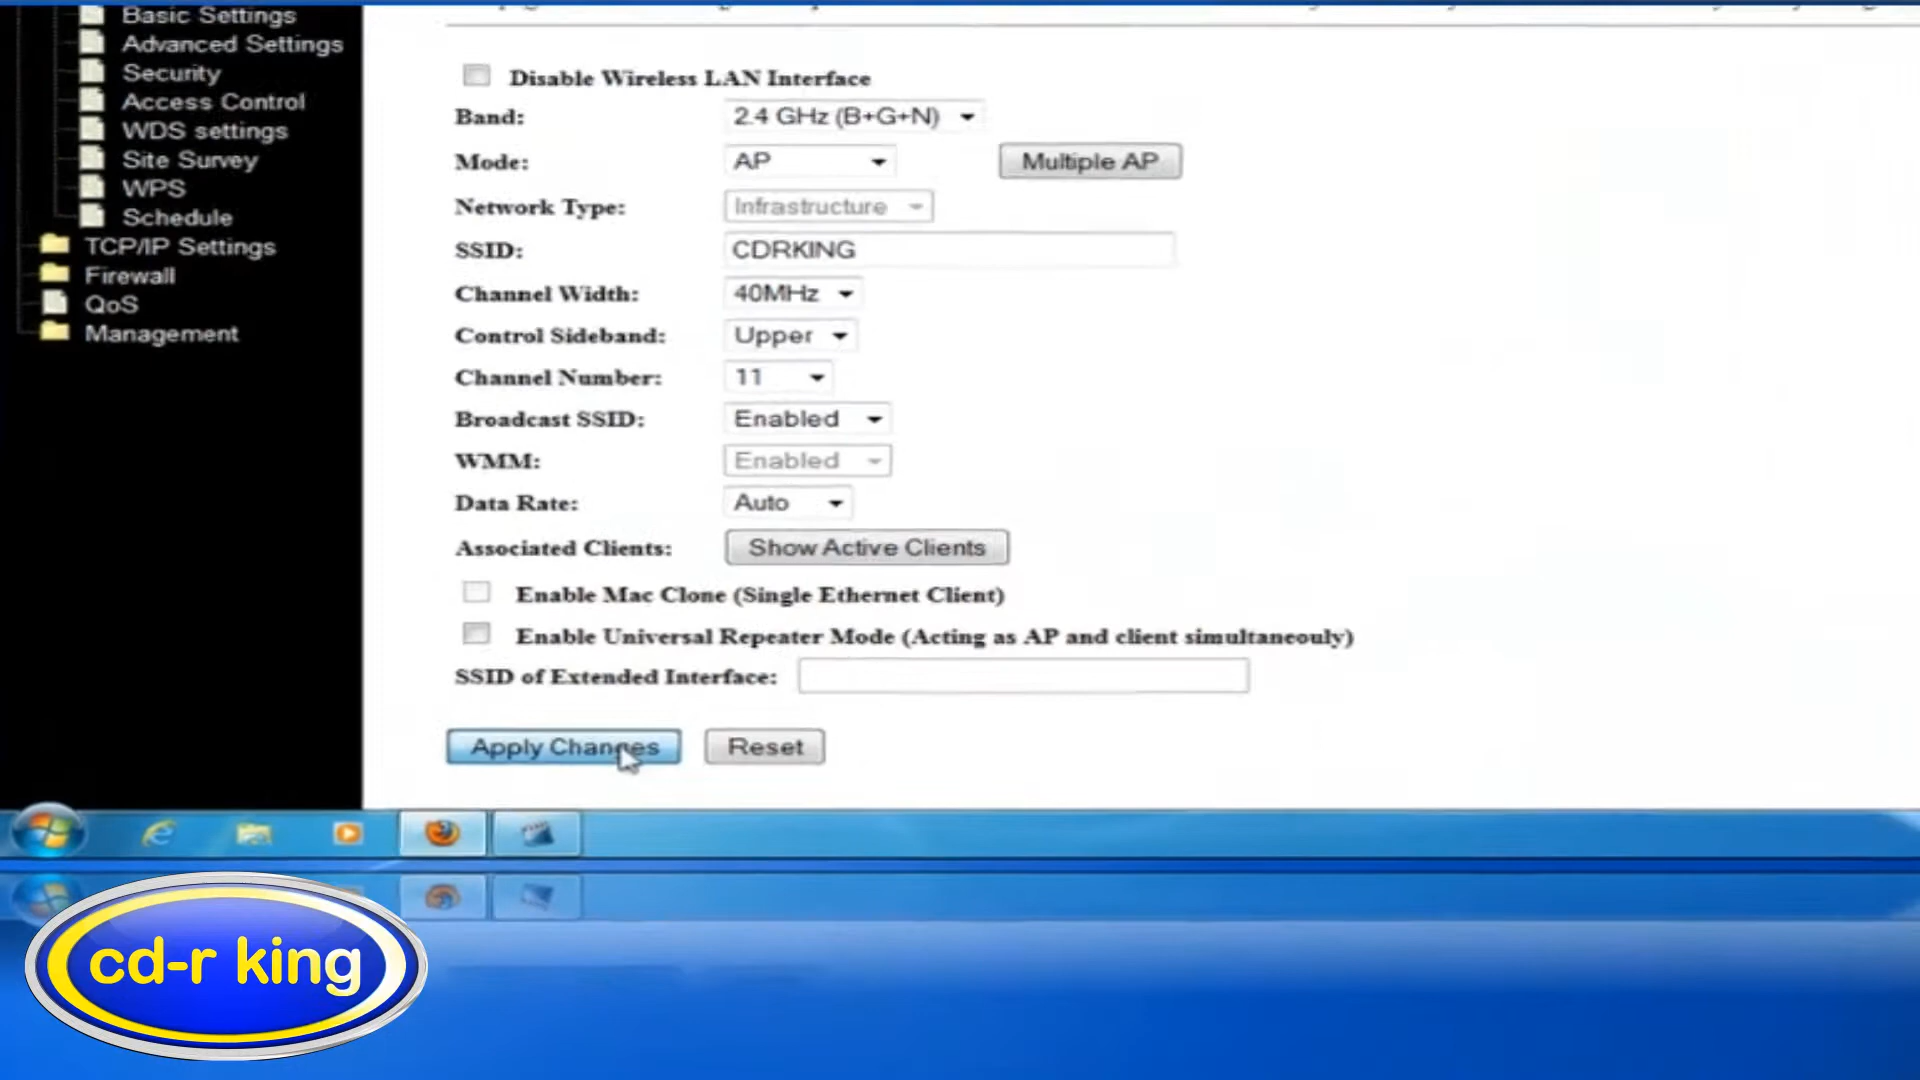 Basic Settings
Advanced Settings
Security
Access Control
WDS settings
Site Survey
WPS
Schedule
TCP/IP Settings
Firewall
QoS
Management
Disable Wireless LAN Interface
Band: 2.4 GHz (B+G+N)
Mode: AP Multiple AP
Network Type: Infrastructure
SSID: CDRKING
Channel Width: 40MHz
Control Sideband: Upper
Channel Number: 11
Broadcast SSID: Enabled
WMM: Enabled
Data Rate: Auto
Associated Clients: Show Active Clients
Enable Mac Clone (Single Ethernet Client)
Enable Universal Repeater Mode (Acting as AP and client simultaneouly)
SSID of Extended Interface:
Apply Changes Reset
cd-r king